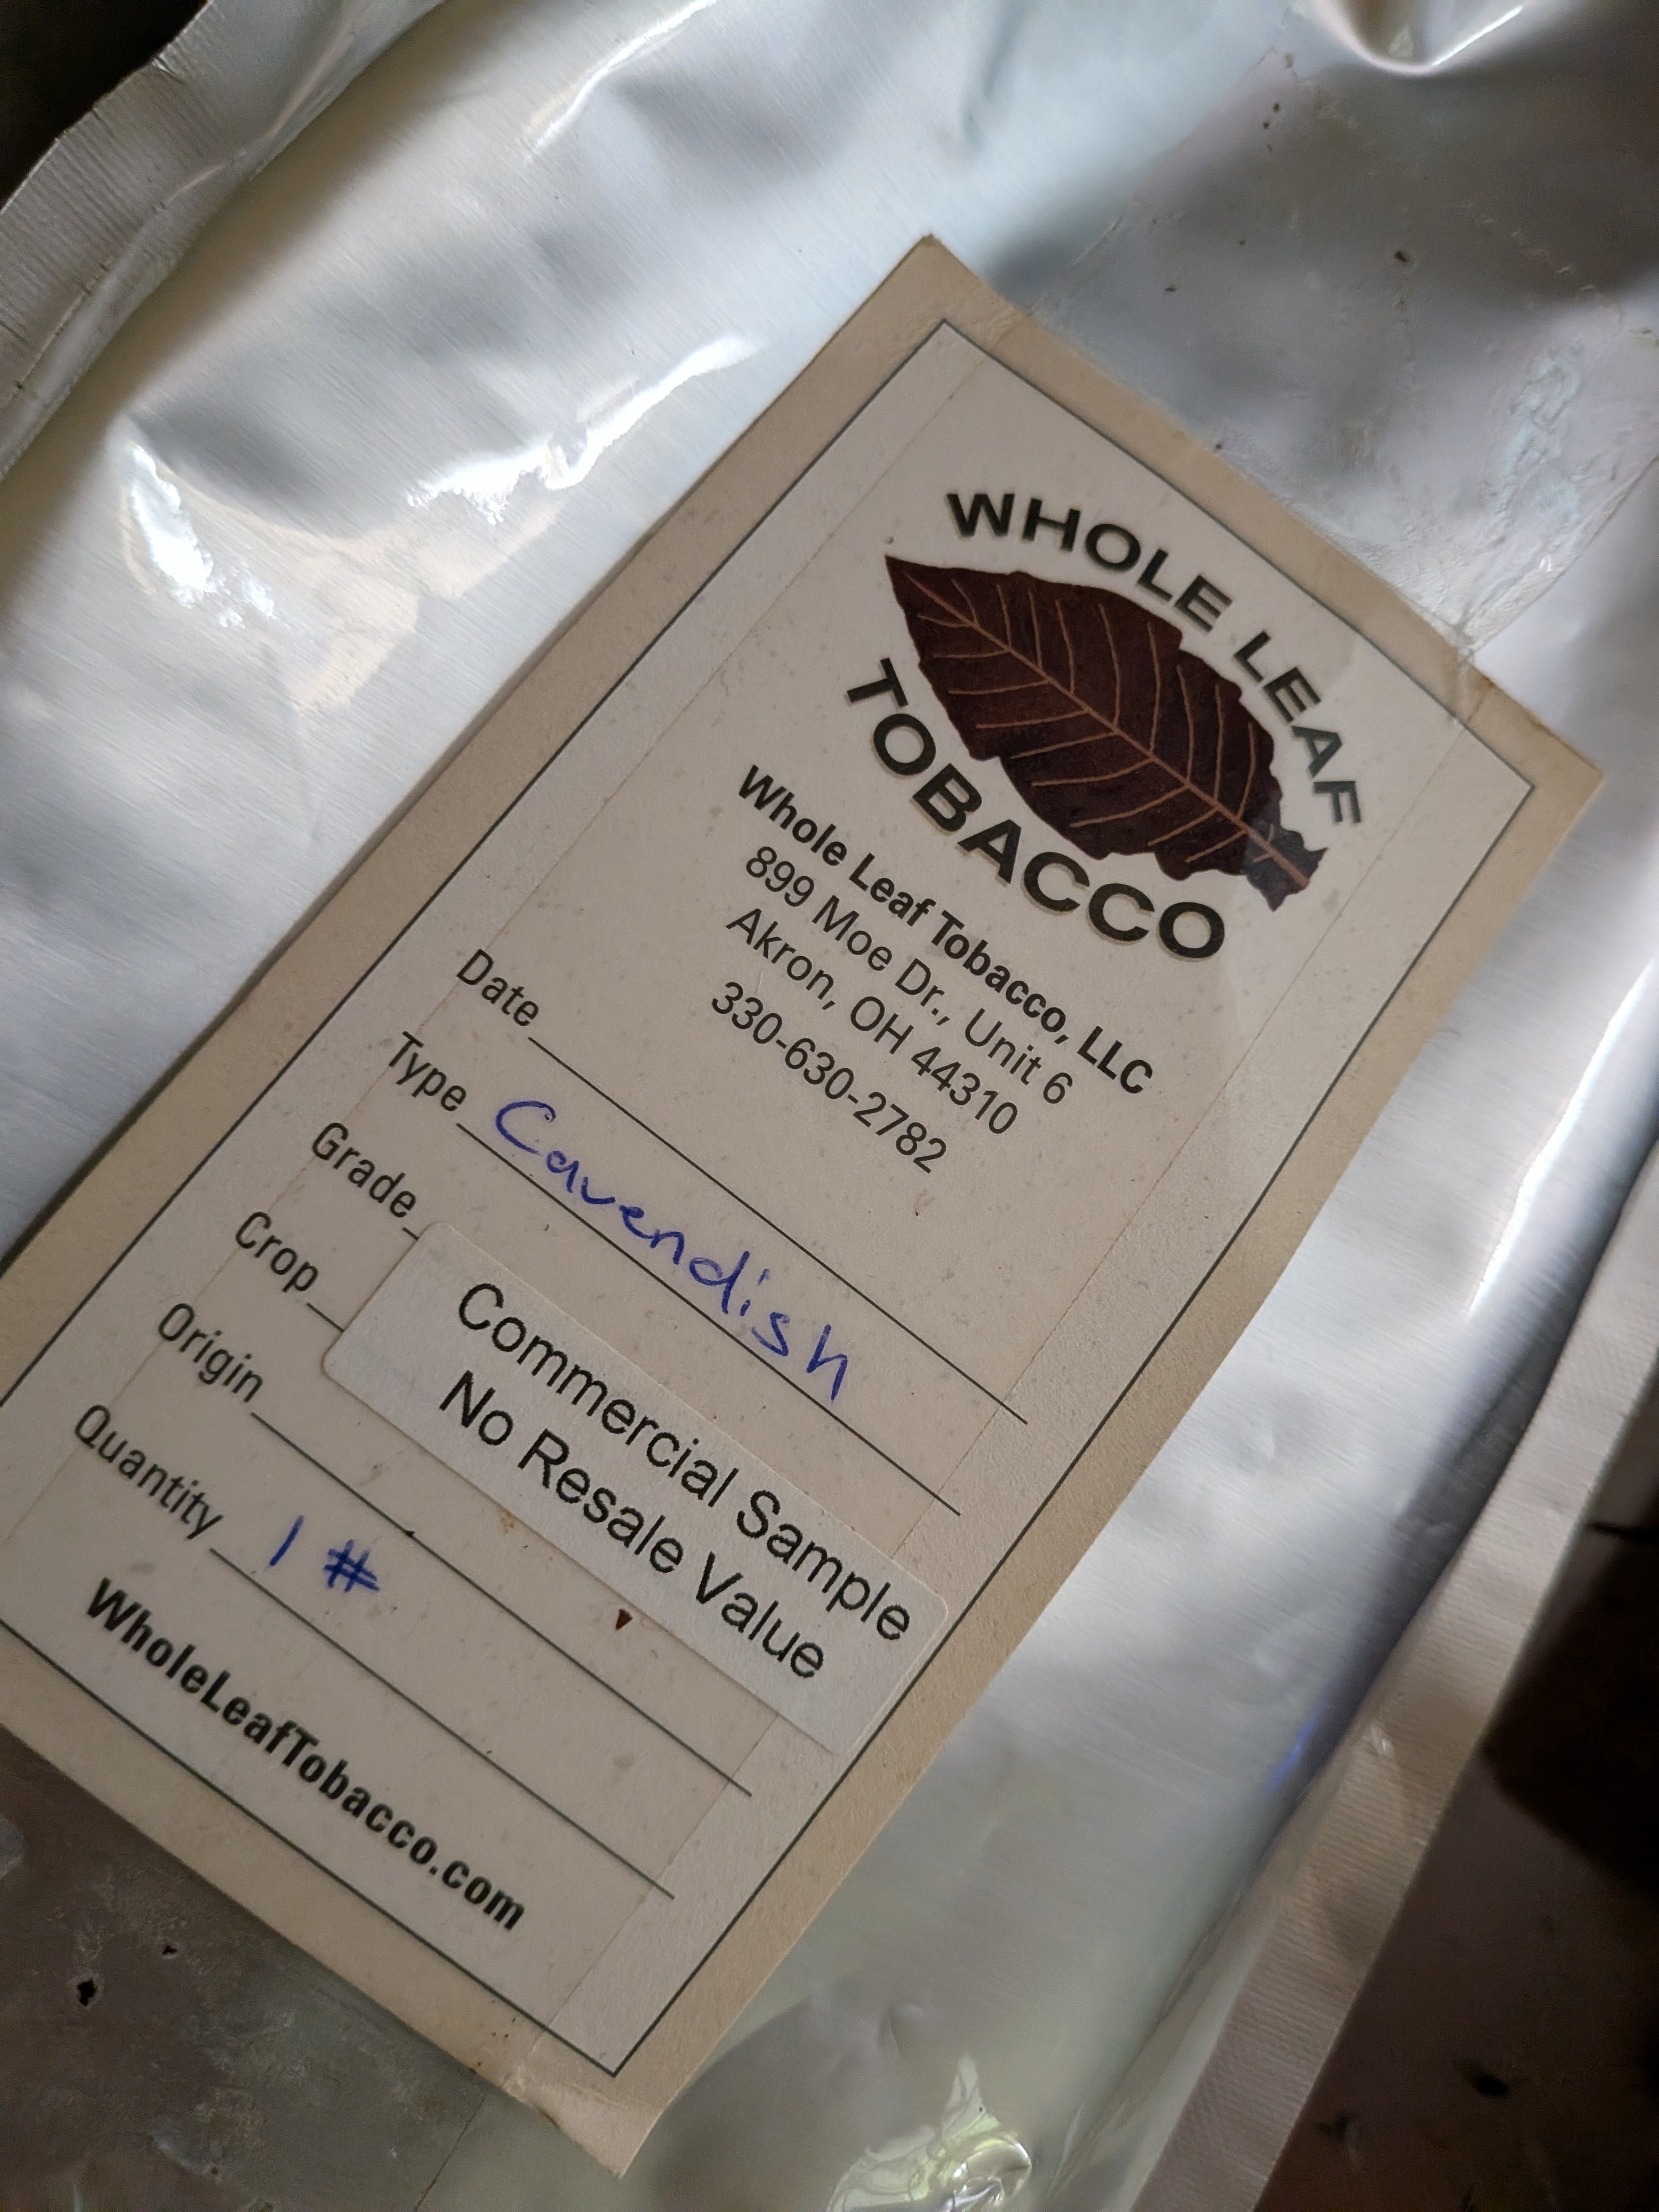 WHOLE LEAF
TOBACCO
Whole Leaf Tobacco, LLC
899 Moe Dr., Unit 6
Akron, OH 44310
330-630-2782
Date
Type Cavendish
Grade
Crop
Commercial Sample
No Resale Value
Origin
Quantity 1 #
WholeLeafTobacco.com